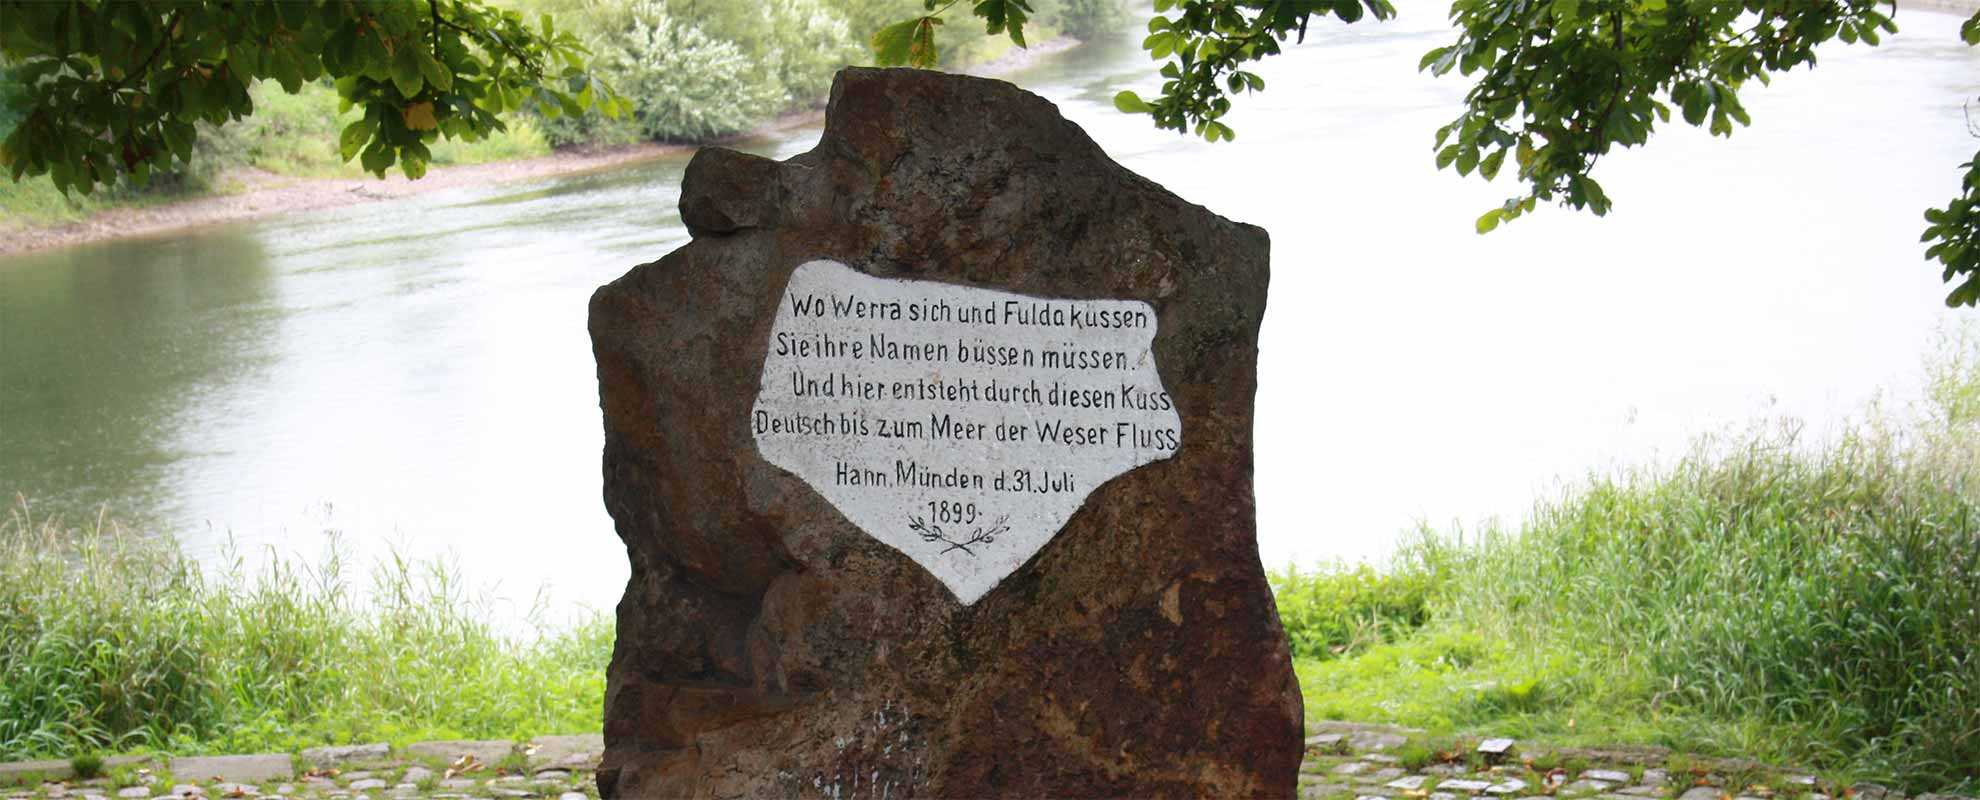 Wo Werra sich und Fulda küssen
Sie ihre Namen büssen müssen.
Und hier entsteht durch diesen Kuss
Deutsch bis zum Meer der Weser Fluss
Hann. Münden d. 31. Juli
1899.